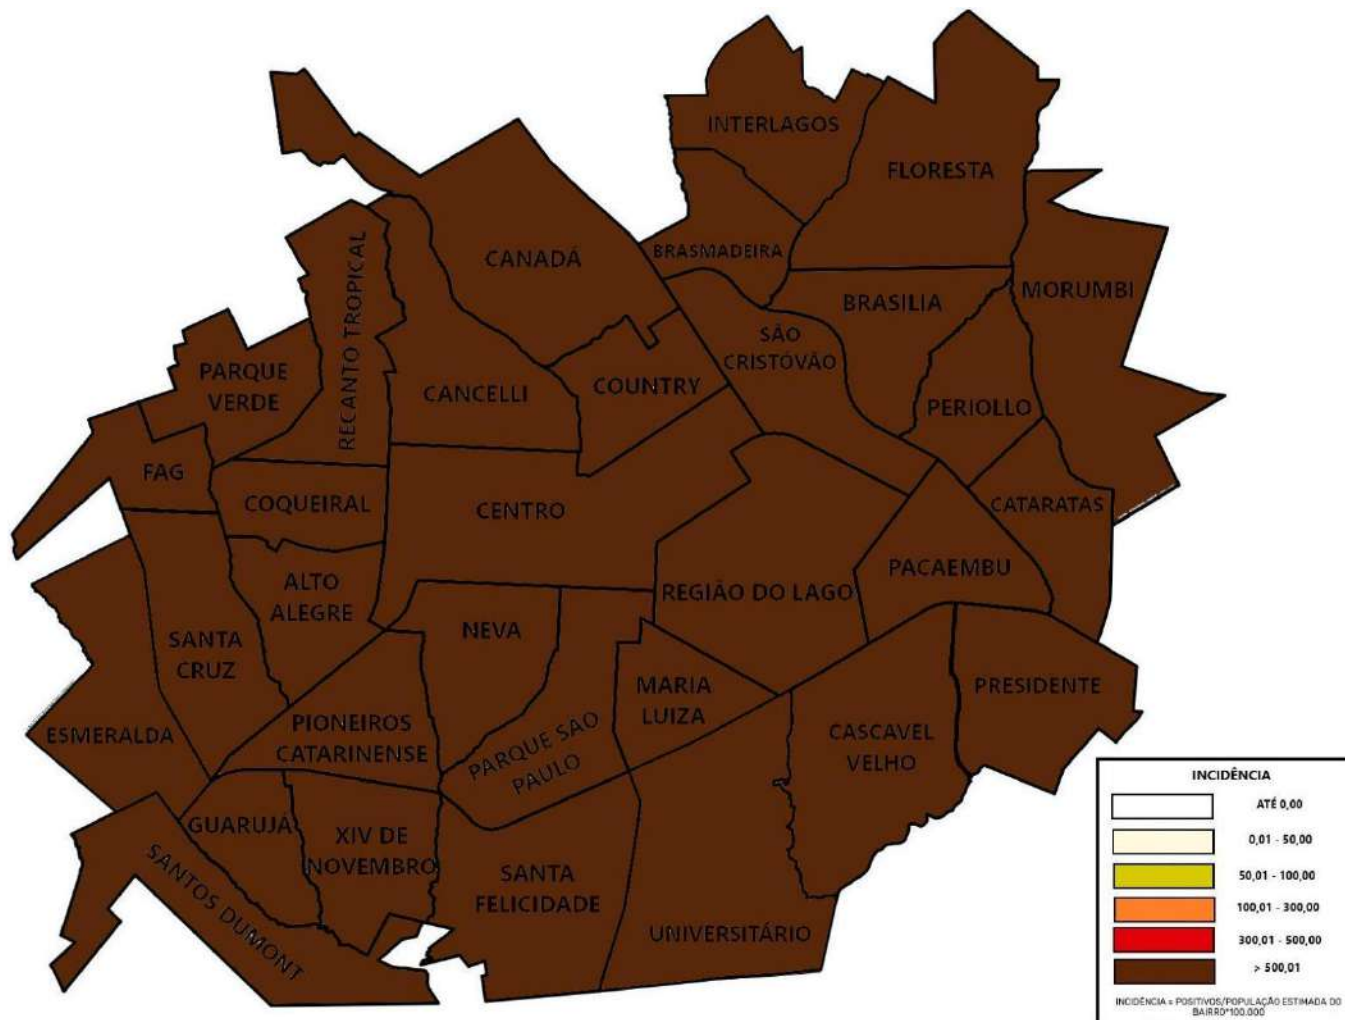 INTERLAGOS
FLORESTA
CANADÁ
BRASMADEIRA
MORUMBI
BRASILIA
RECANTO TROPICAL
SÃO
CRISTÓVÃO
PARQUE
VERDE
CANCELLI
COUNTRY
PERIOLLO
FAG
COQUEIRAL
CENTRO
CATARATAS
ALTO
ALEGRE
REGIÃO DO LAGO
PACAEMBU
NEVA
SANTA
CRUZ
MARIA
LUIZA
PRESIDENTE
ESMERALDA
PIONEIROS
CATARINENSE
PARQUE SÃO
PAULO
CASCAVEL
VELHO
GUARUJÁ
XIV DE
NOVEMBRO
SANTA
FELICIDADE
SANTOS DUMONT
UNIVERSITÁRIO
INCIDÊNCIA
ATÉ 0,00
0,01 - 50,00
50,01 - 100,00
100,01 - 300,00
300,01 - 500,00
> 500,01
INCIDÊNCIA = POSITIVOS/POPULAÇÃO ESTIMADA DO
BAIRRO*100.000